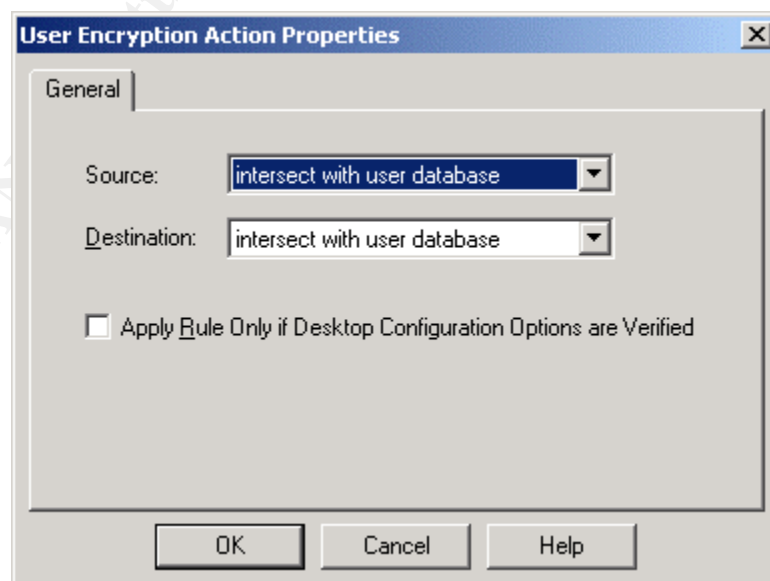 User Encryption Action Properties
General
Source: intersect with user database
Destination: intersect with user database
Apply Rule Only if Desktop Configuration Options are Verified
OK Cancel Help